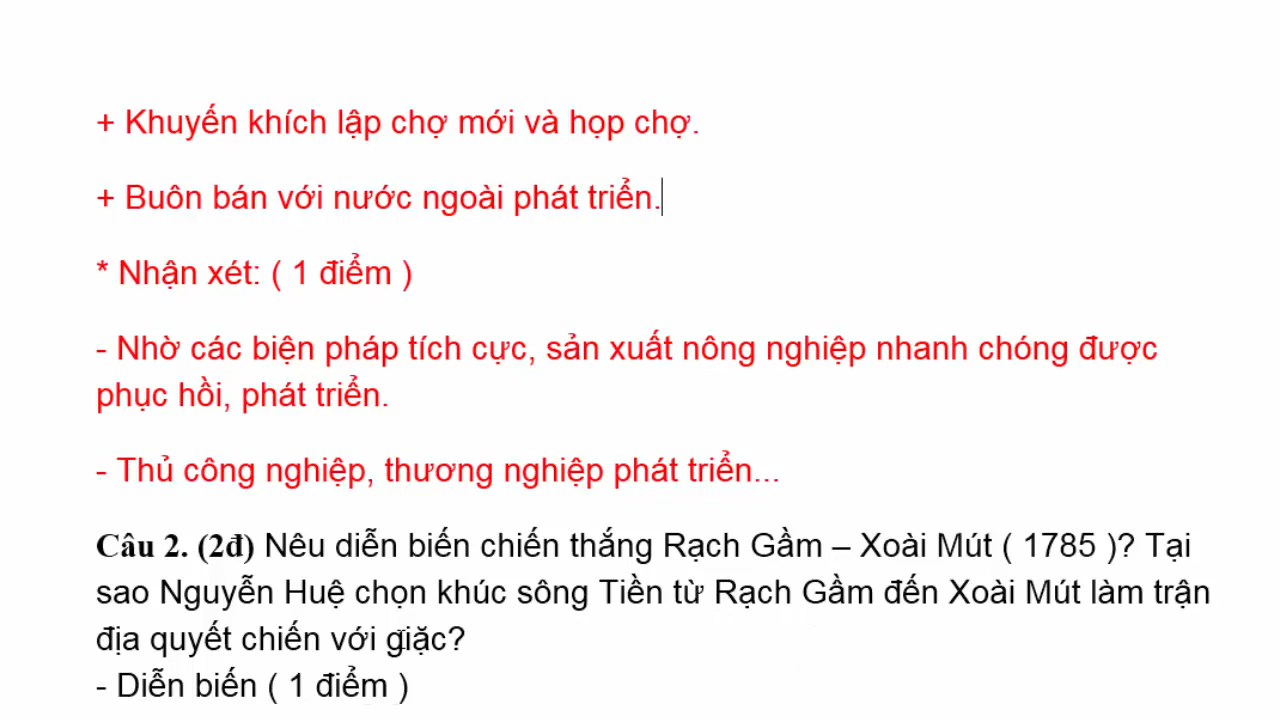 + Khuyến khích lập chợ mới và họp chợ.
+ Buôn bán với nước ngoài phát triển.
* Nhận xét: ( 1 điểm )
- Nhờ các biện pháp tích cực, sản xuất nông nghiệp nhanh chóng được
phục hồi, phát triển.
- Thủ công nghiệp, thương nghiệp phát triển...
Câu 2. (2đ) Nêu diễn biến chiến thắng Rạch Gầm – Xoài Mút ( 1785 )? Tại
sao Nguyễn Huệ chọn khúc sông Tiền từ Rạch Gầm đến Xoài Mút làm trận
địa quyết chiến với giặc?
- Diễn biến ( 1 điểm )